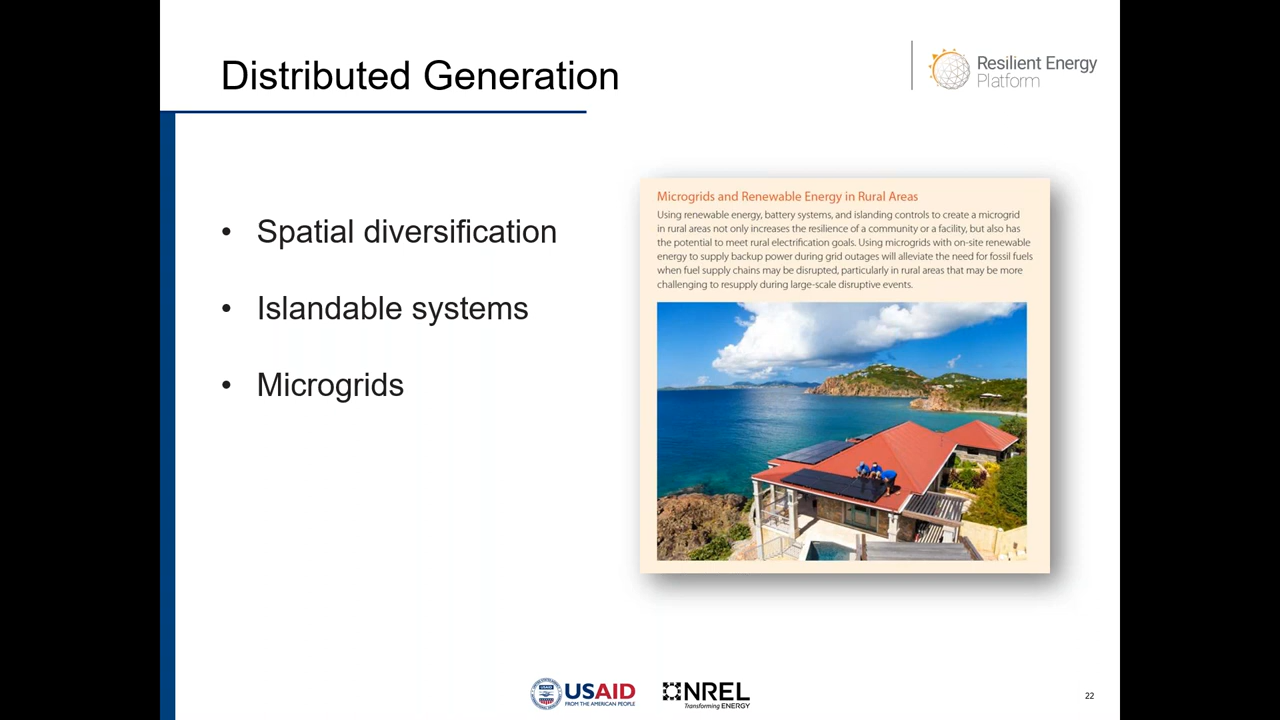 Distributed Generation
Resilient Energy
Platform
• Spatial diversification
• Islandable systems
• Microgrids
Microgrids and Renewable Energy in Rural Areas
Using renewable energy, battery systems, and islanding controls to create a microgrid
in rural areas not only increases the resilience of a community or a facility, but also has
the potential to meet rural electrification goals. Using microgrids with on-site renewable
energy to supply backup power during grid outages will alleviate the need for fossil fuels
when fuel supply chains may be disrupted, particularly in rural areas that may be more
challenging to resupply during large-scale disruptive events.
USAID
FROM THE AMERICAN PEOPLE
NREL
Transforming ENERGY
22